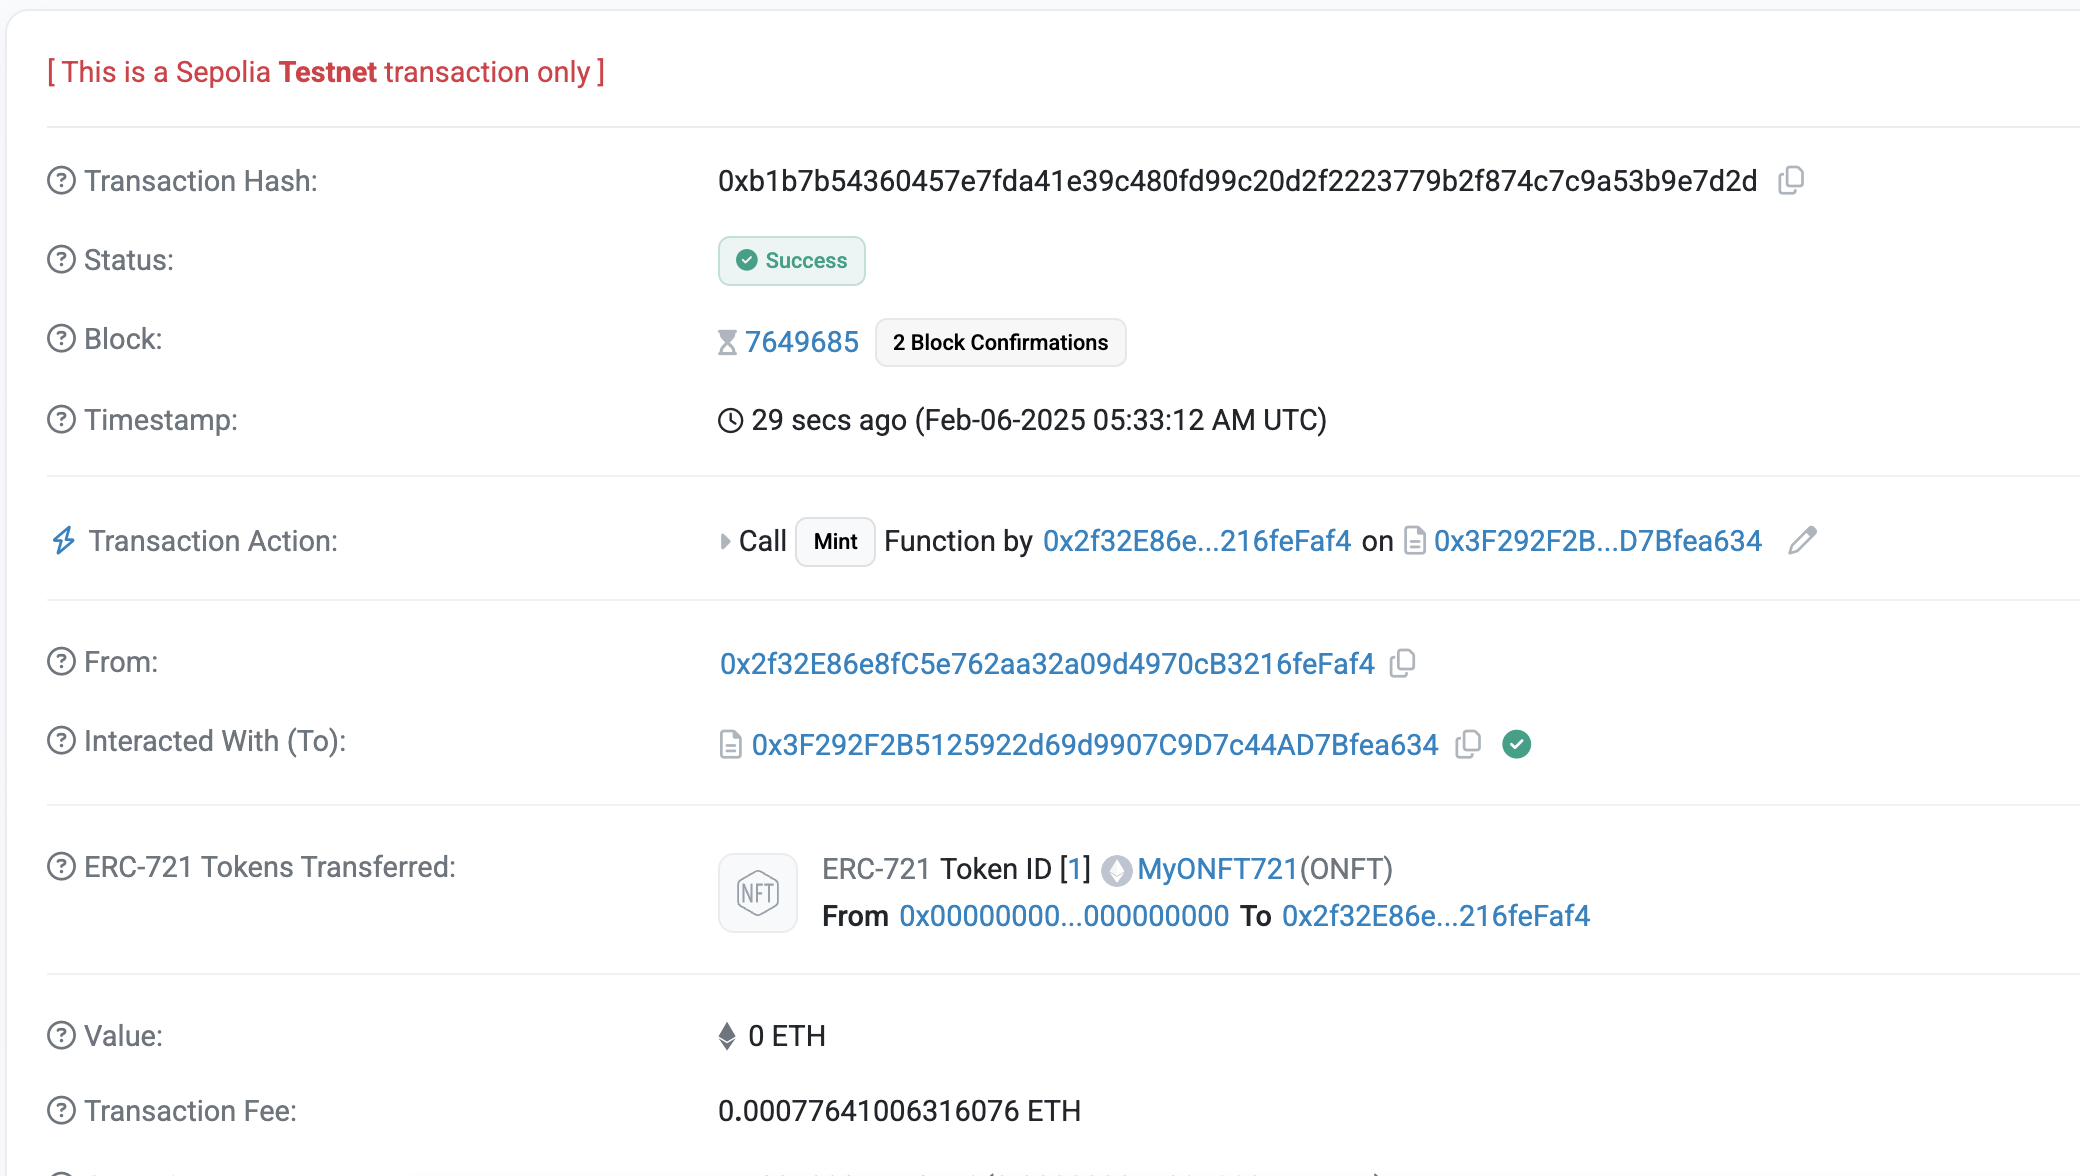 [ This is a Sepolia Testnet transaction only ]
Transaction Hash: 0xb1b7b54360457e7fda41e39c480fd99c20d2f2223779b2f874c7c9a53b9e7d2d
Status: Success
Block: 7649685 2 Block Confirmations
Timestamp: 29 secs ago (Feb-06-2025 05:33:12 AM UTC)
Transaction Action: Call Mint Function by 0x2f32E86e...216feFaf4 on 0x3F292F2B...D7Bfea634
From: 0x2f32E86e8fC5e762aa32a09d4970cB3216feFaf4
Interacted With (To): 0x3F292F2B5125922d69d9907C9D7c44AD7Bfea634
ERC-721 Tokens Transferred: NFT ERC-721 Token ID [1] MyONFT721(ONFT)
From 0x00000000...000000000 To 0x2f32E86e...216feFaf4
Value: 0 ETH
Transaction Fee: 0.00077641006316076 ETH